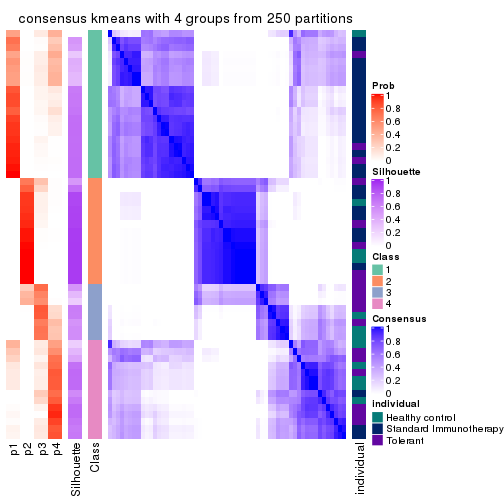 consensus kmeans with 4 groups from 250 partitions
Prob
1
0.8
0.6
0.4
0.2
0
Silhouette
1
0.8
0.6
0.4
0.2
0
Class
1
2
3
4
Consensus
1
0.8
0.6
0.4
0.2
0
individual
Healthy control
Standard Immunotherapy
Tolerant
p1
p2
p3
p4
Silhouette
Class
individual